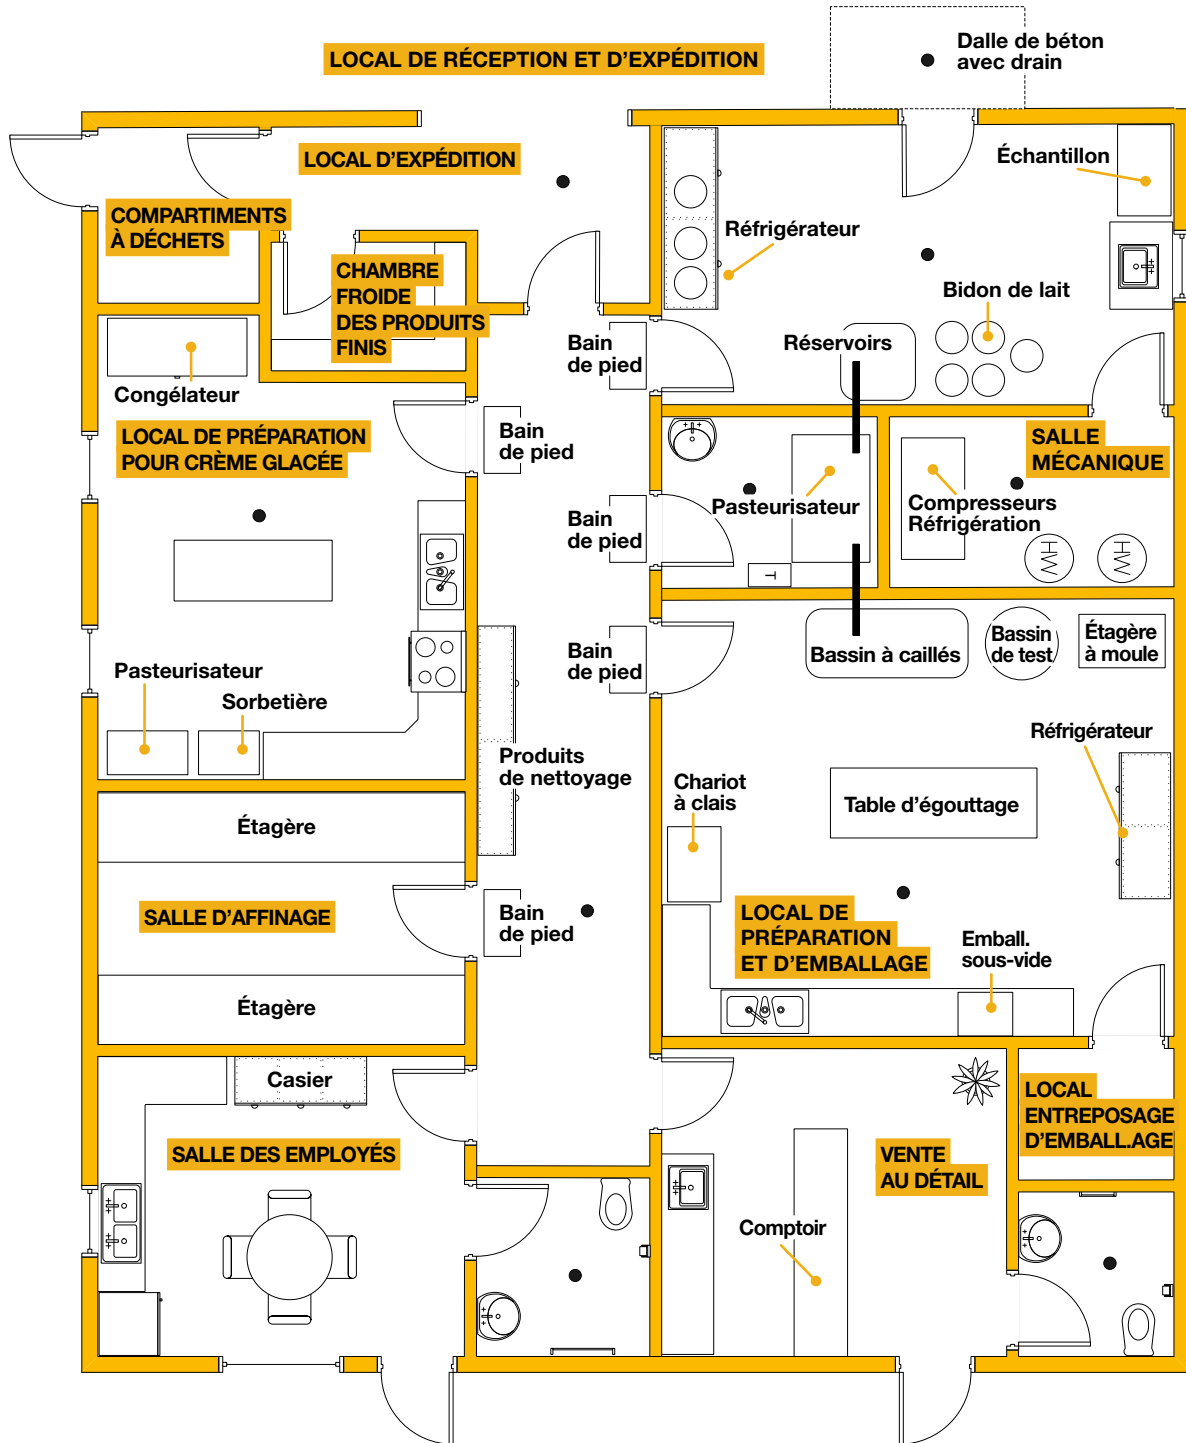 LOCAL DE RÉCEPTION ET D'EXPÉDITION
Dalle de béton
avec drain
LOCAL D'EXPÉDITION
Échantillon
COMPARTIMENTS
À DÉCHETS
Réfrigérateur
CHAMBRE
FROIDE
DES PRODUITS
FINIS
Bidon de lait
Bain
de pied
Réservoirs
Congélateur
LOCAL DE PRÉPARATION
POUR CRÈME GLACÉE
Bain
de pied
SALLE
MÉCANIQUE
Bain
de pied
Pasteurisateur
Compresseurs
Réfrigération
HW
HW
T
Bain
de pied
Bassin à caillés
Bassin
de test
Étagère
à moule
Pasteurisateur
Sorbetière
Produits
de nettoyage
Réfrigérateur
Chariot
à clais
Table d'égouttage
Étagère
SALLE D'AFFINAGE
Bain
de pied
LOCAL DE
PRÉPARATION
ET D'EMBALLAGE
Emball.
sous-vide
Étagère
Casier
LOCAL
ENTREPOSAGE
D'EMBALL.AGE
SALLE DES EMPLOYÉS
VENTE
AU DÉTAIL
Comptoir